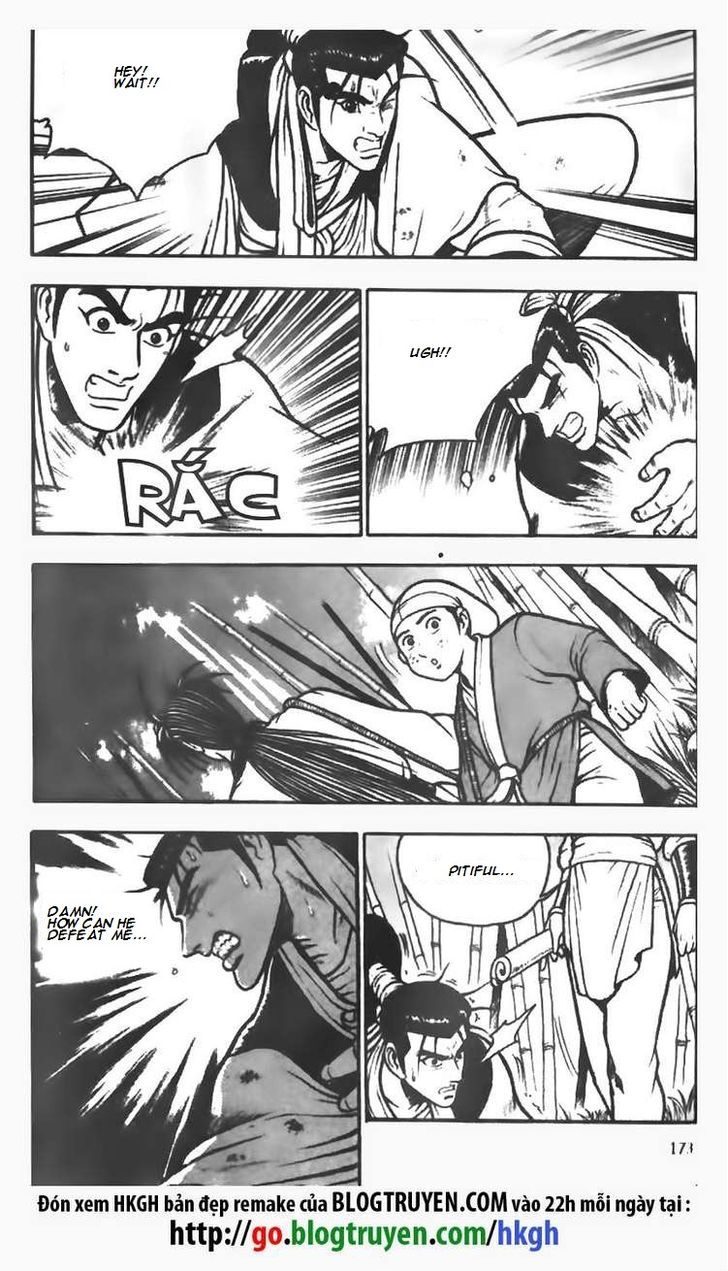 HEY!
WAIT!!
RẮC
UGH!!
DAMN!
HOW CAN HE
DEFEAT ME...
PITIFUL...
173
Đón xem HKGH bản đẹp remake của BLOGTRUYEN.COM vào 22h mỗi ngày tại :
http://go.blogtruyen.com/hkgh